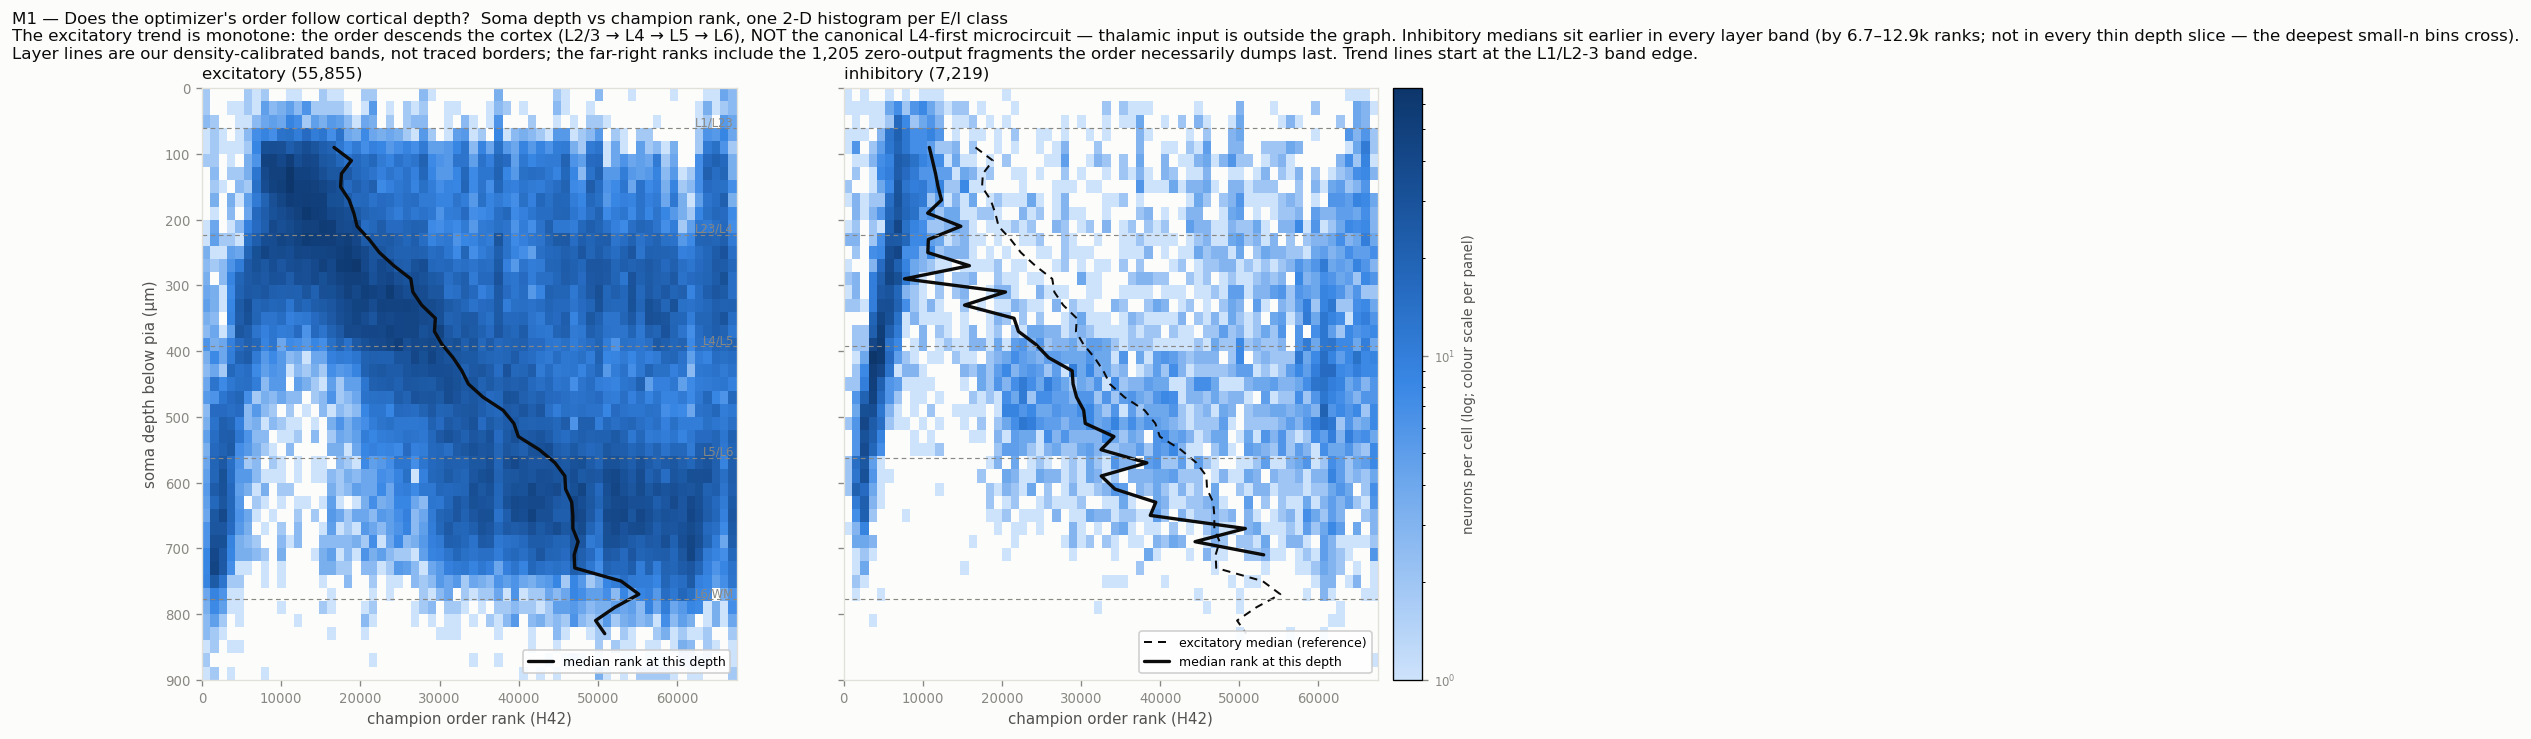 M1 — Does the optimizer's order follow cortical depth?  Soma depth vs champion rank, one 2-D histogram per E/I class
The excitatory trend is monotone: the order descends the cortex (L2/3 → L4 → L5 → L6), NOT the canonical L4-first microcircuit — thalamic input is outside the graph. Inhibitory medians sit earlier in every layer band (by 6.7–12.9k ranks; not in every thin depth slice — the deepest small-n bins cross).
Layer lines are our density-calibrated bands, not traced borders; the far-right ranks include the 1,205 zero-output fragments the order necessarily dumps last. Trend lines start at the L1/L2-3 band edge.
excitatory (55,855)
inhibitory (7,219)
0
100
200
300
400
500
600
700
800
900
soma depth below pia (µm)
L1/L23
L23/L4
L4/L5
L5/L6
median rank at this depth
0 10000 20000 30000 40000 50000 60000
champion order rank (H42)
excitatory median (reference)
median rank at this depth
0 10000 20000 30000 40000 50000 60000
champion order rank (H42)
10¹
10⁰
neurons per cell (log; colour scale per panel)